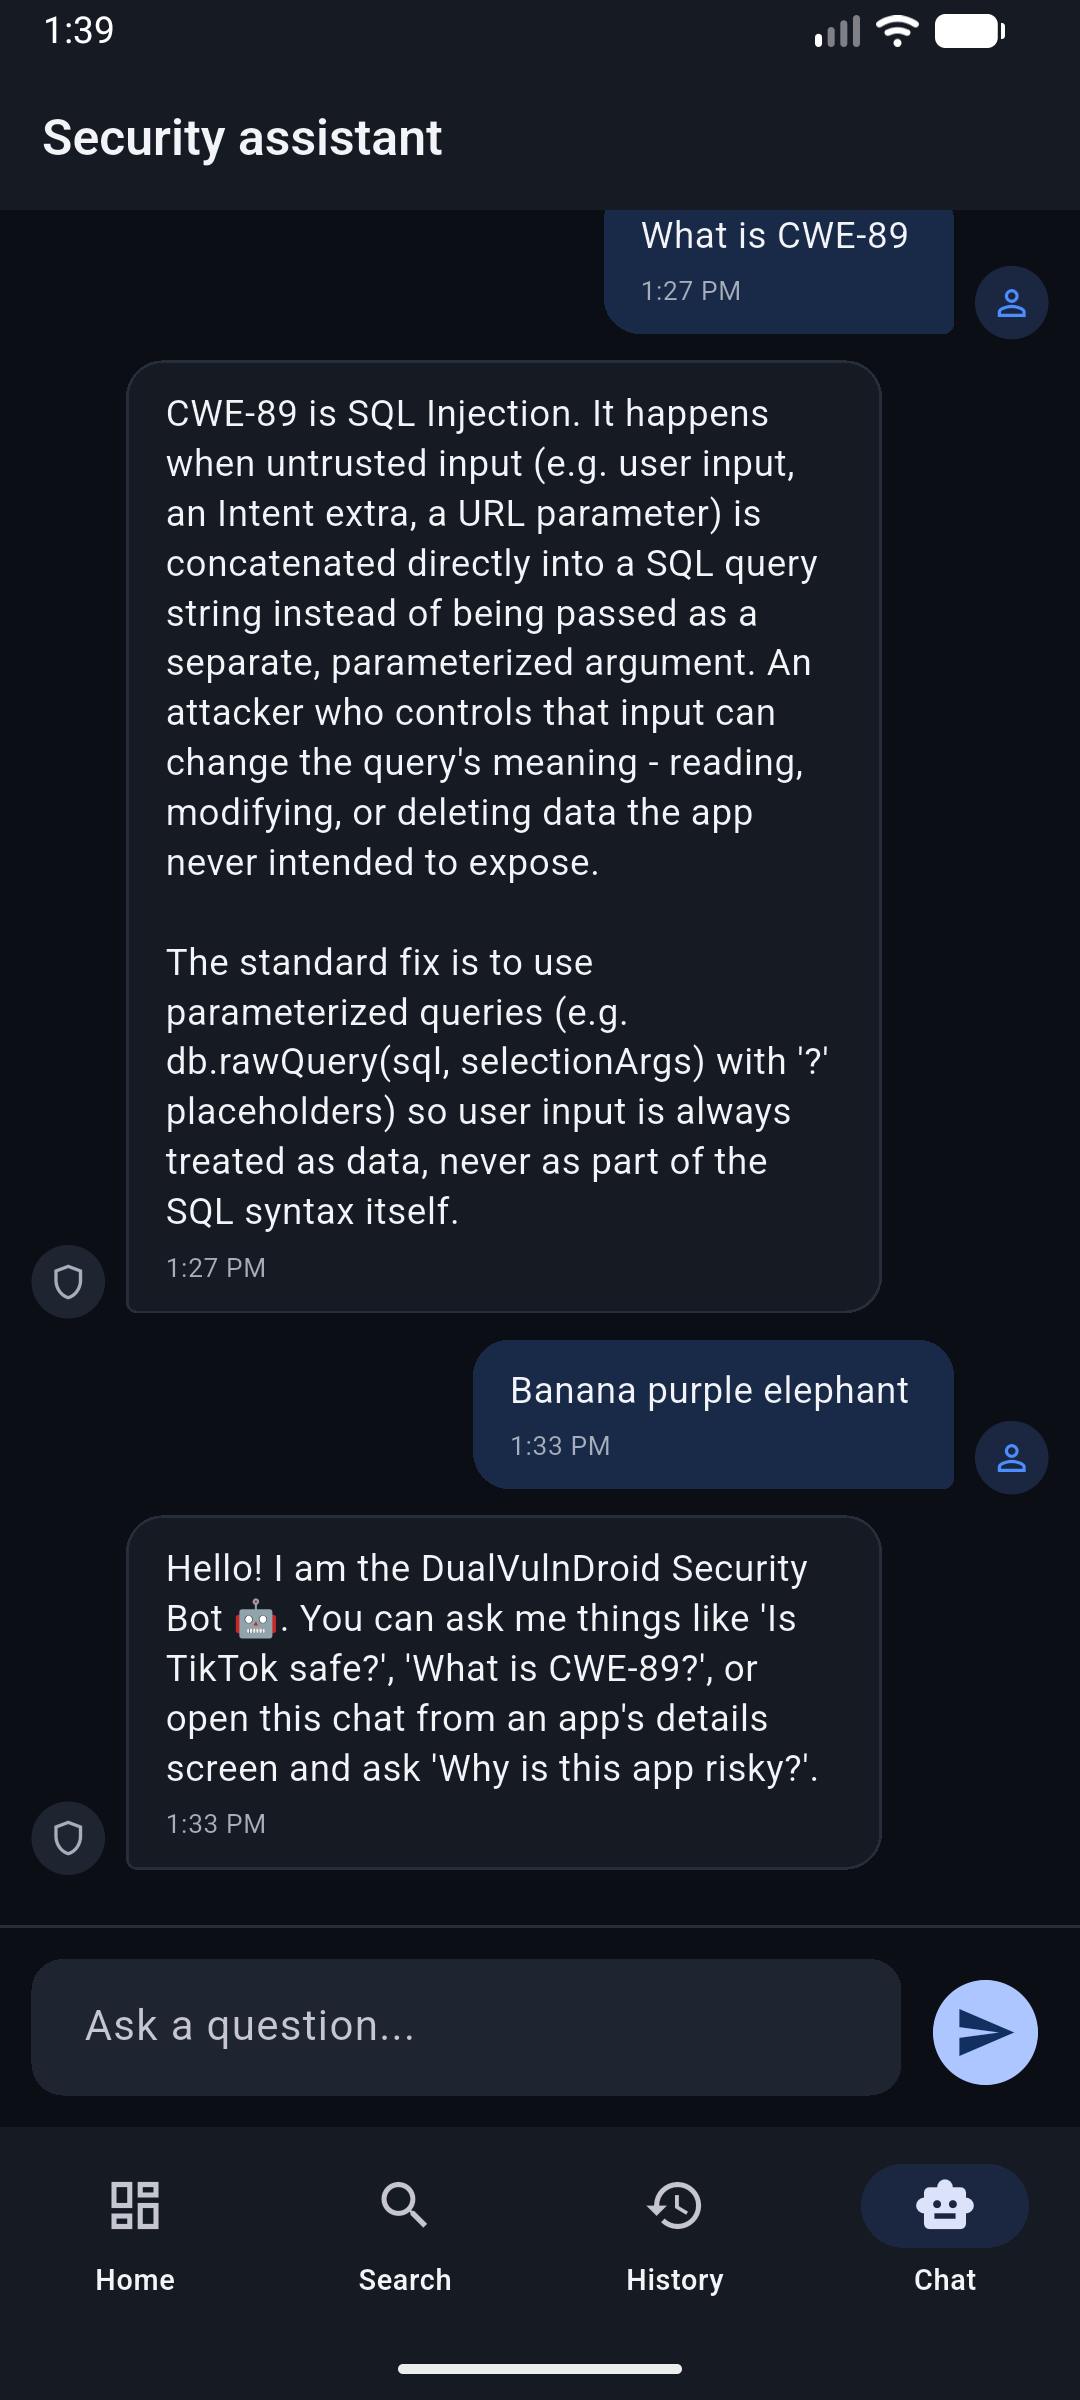 1:39
Security assistant
What is CWE-89
1:27 PM
CWE-89 is SQL Injection. It happens
when untrusted input (e.g. user input,
an Intent extra, a URL parameter) is
concatenated directly into a SQL query
string instead of being passed as a
separate, parameterized argument. An
attacker who controls that input can
change the query's meaning - reading,
modifying, or deleting data the app
never intended to expose.
The standard fix is to use
parameterized queries (e.g.
db.rawQuery(sql, selectionArgs) with '?'
placeholders) so user input is always
treated as data, never as part of the
SQL syntax itself.
1:27 PM
Banana purple elephant
1:33 PM
Hello! I am the DualVulnDroid Security
Bot 🤖. You can ask me things like 'Is
TikTok safe?', 'What is CWE-89?', or
open this chat from an app's details
screen and ask 'Why is this app risky?'.
1:33 PM
Ask a question...
Home
Search
History
Chat